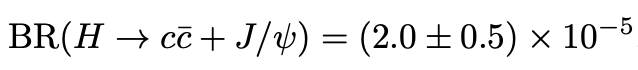 BR(H → cc̄ + J/ψ) = (2.0 ± 0.5) × 10⁻⁵